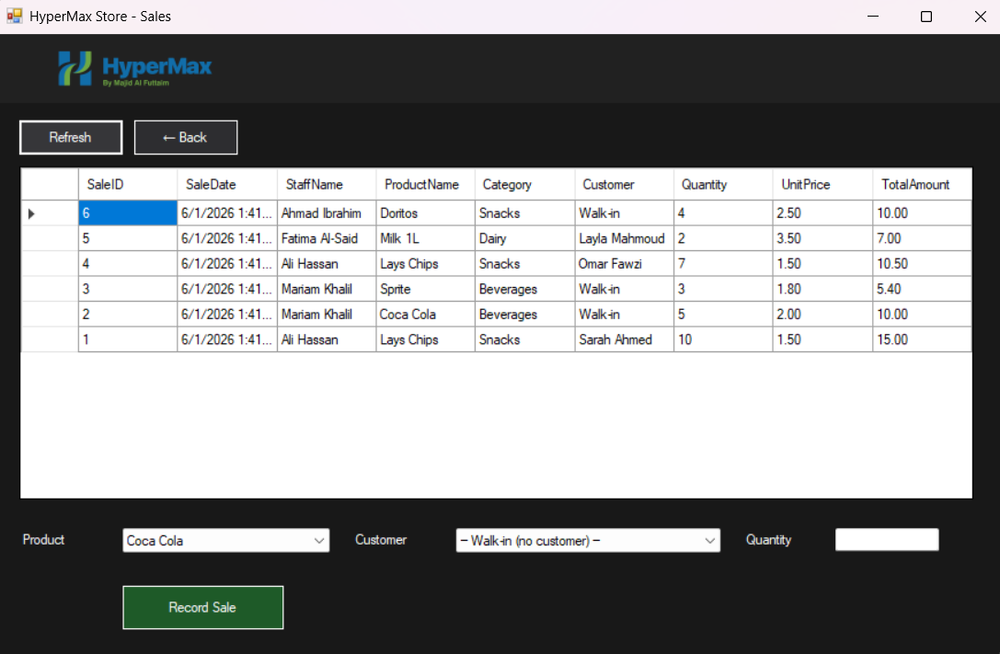 HyperMax Store - Sales
HyperMax
By Majid Al Futtaim
Refresh ← Back
SaleID SaleDate StaffName ProductName Category Customer Quantity UnitPrice TotalAmount
6 6/1/2026 1:41... Ahmad Ibrahim Doritos Snacks Walk-in 4 2.50 10.00
5 6/1/2026 1:41... Fatima Al-Said Milk 1L Dairy Layla Mahmoud 2 3.50 7.00
4 6/1/2026 1:41... Ali Hassan Lays Chips Snacks Omar Fawzi 7 1.50 10.50
3 6/1/2026 1:41... Mariam Khalil Sprite Beverages Walk-in 3 1.80 5.40
2 6/1/2026 1:41... Mariam Khalil Coca Cola Beverages Walk-in 5 2.00 10.00
1 6/1/2026 1:41... Ali Hassan Lays Chips Snacks Sarah Ahmed 10 1.50 15.00
Product Coca Cola Customer -- Walk-in (no customer) -- Quantity
Record Sale